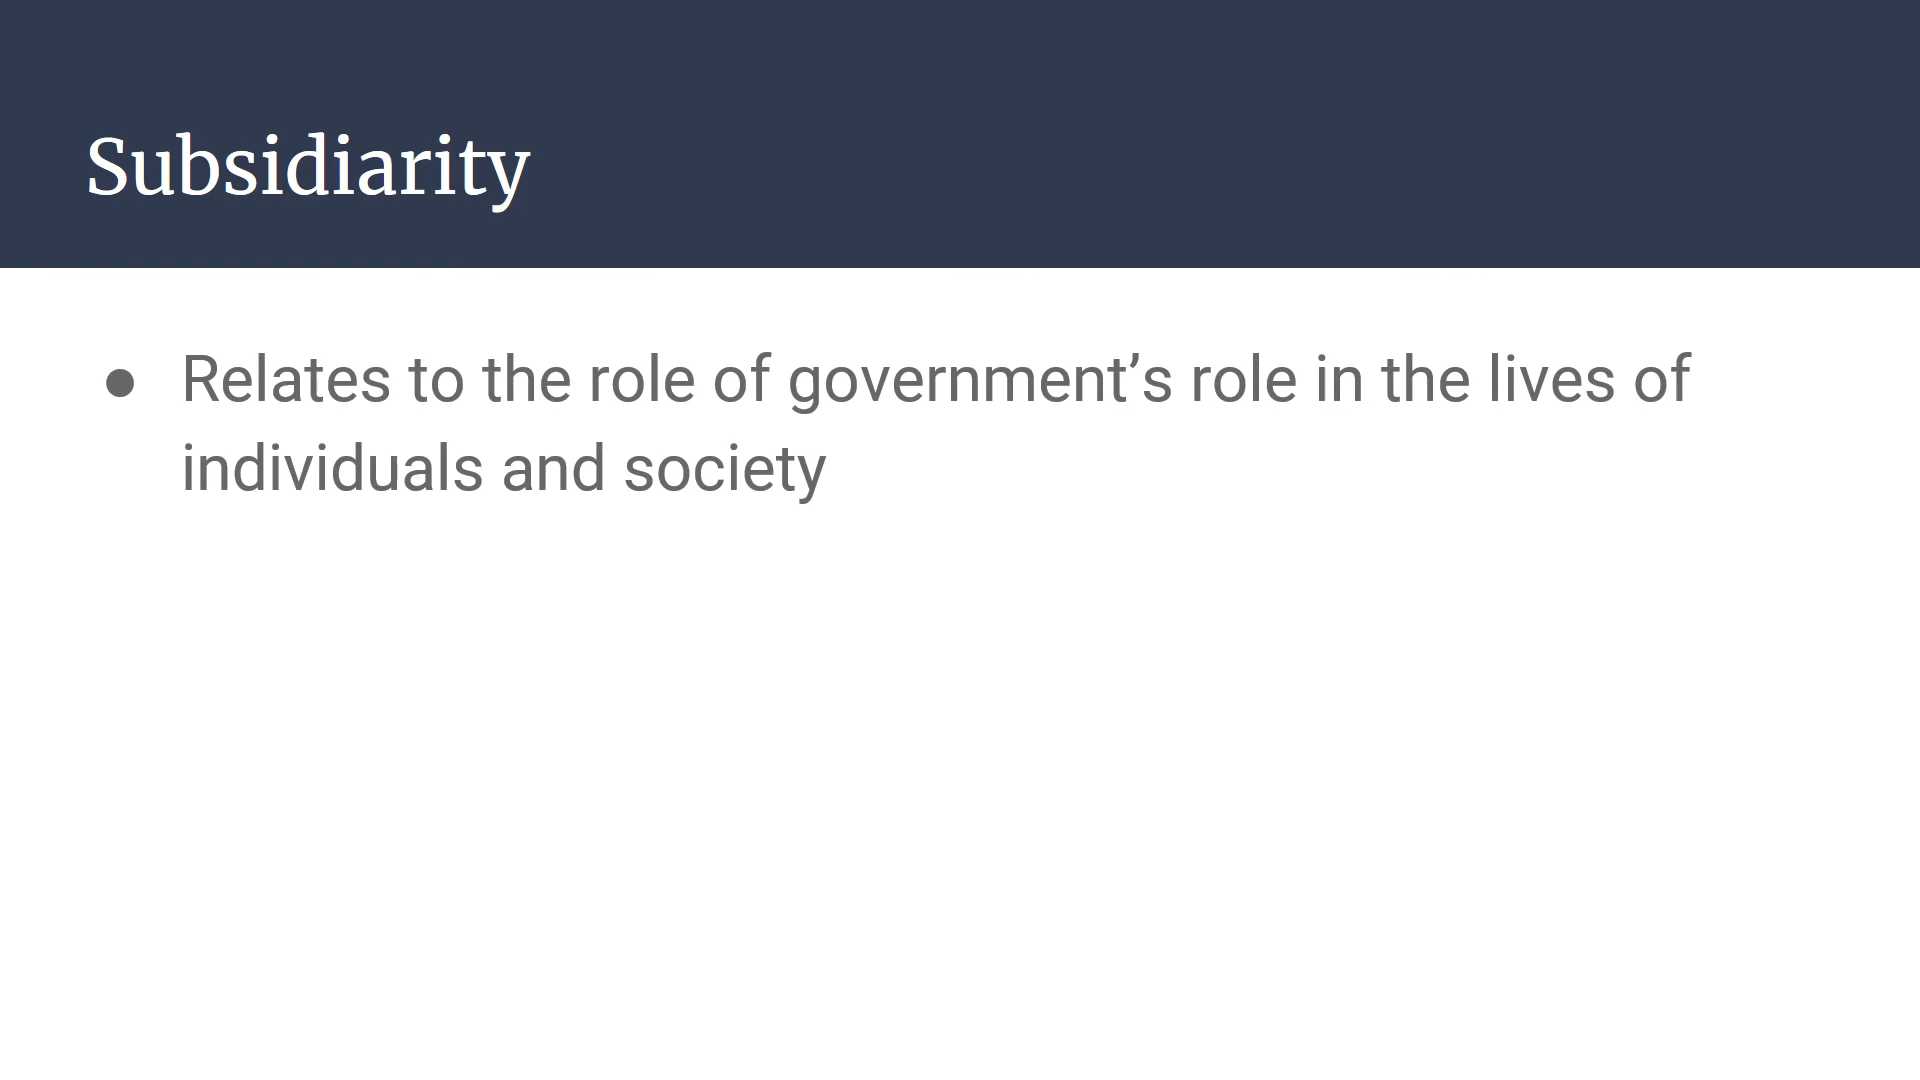 Subsidiarity
● Relates to the role of government’s role in the lives of
individuals and society